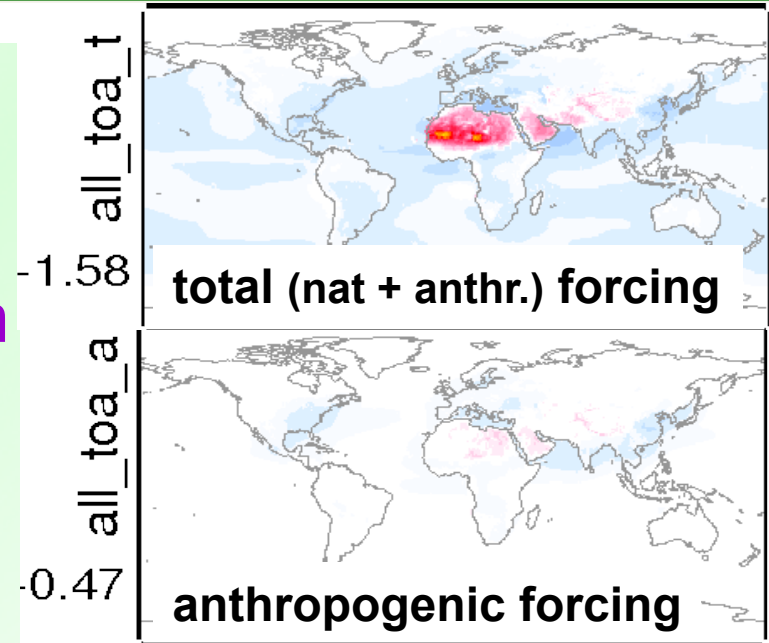 all_toa_t
-1.58
total (nat + anthr.) forcing
all_toa_a
-0.47
anthropogenic forcing